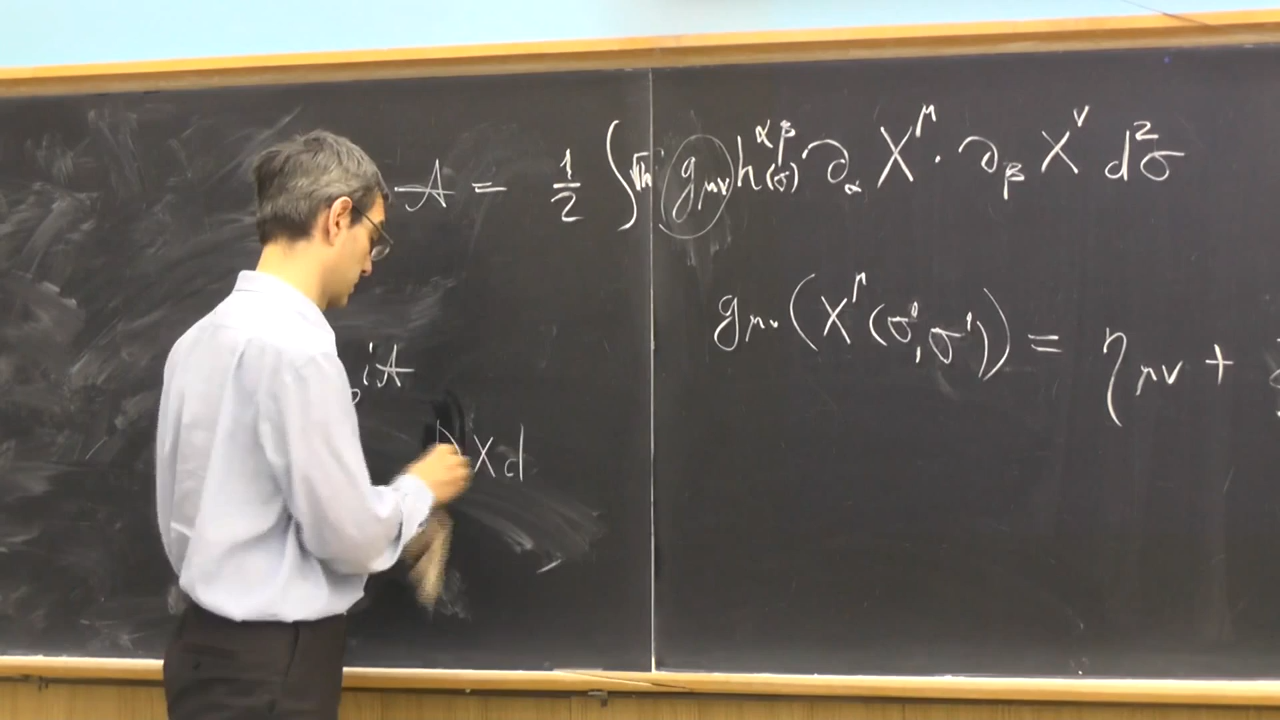 A = 1/2 ∫ √h g_μν h^αβ(σ) ∂_α X^μ · ∂_β X^ν d²σ
g_μν (X^μ(σ⁰, σ¹)) = η_μν +
iA
X d